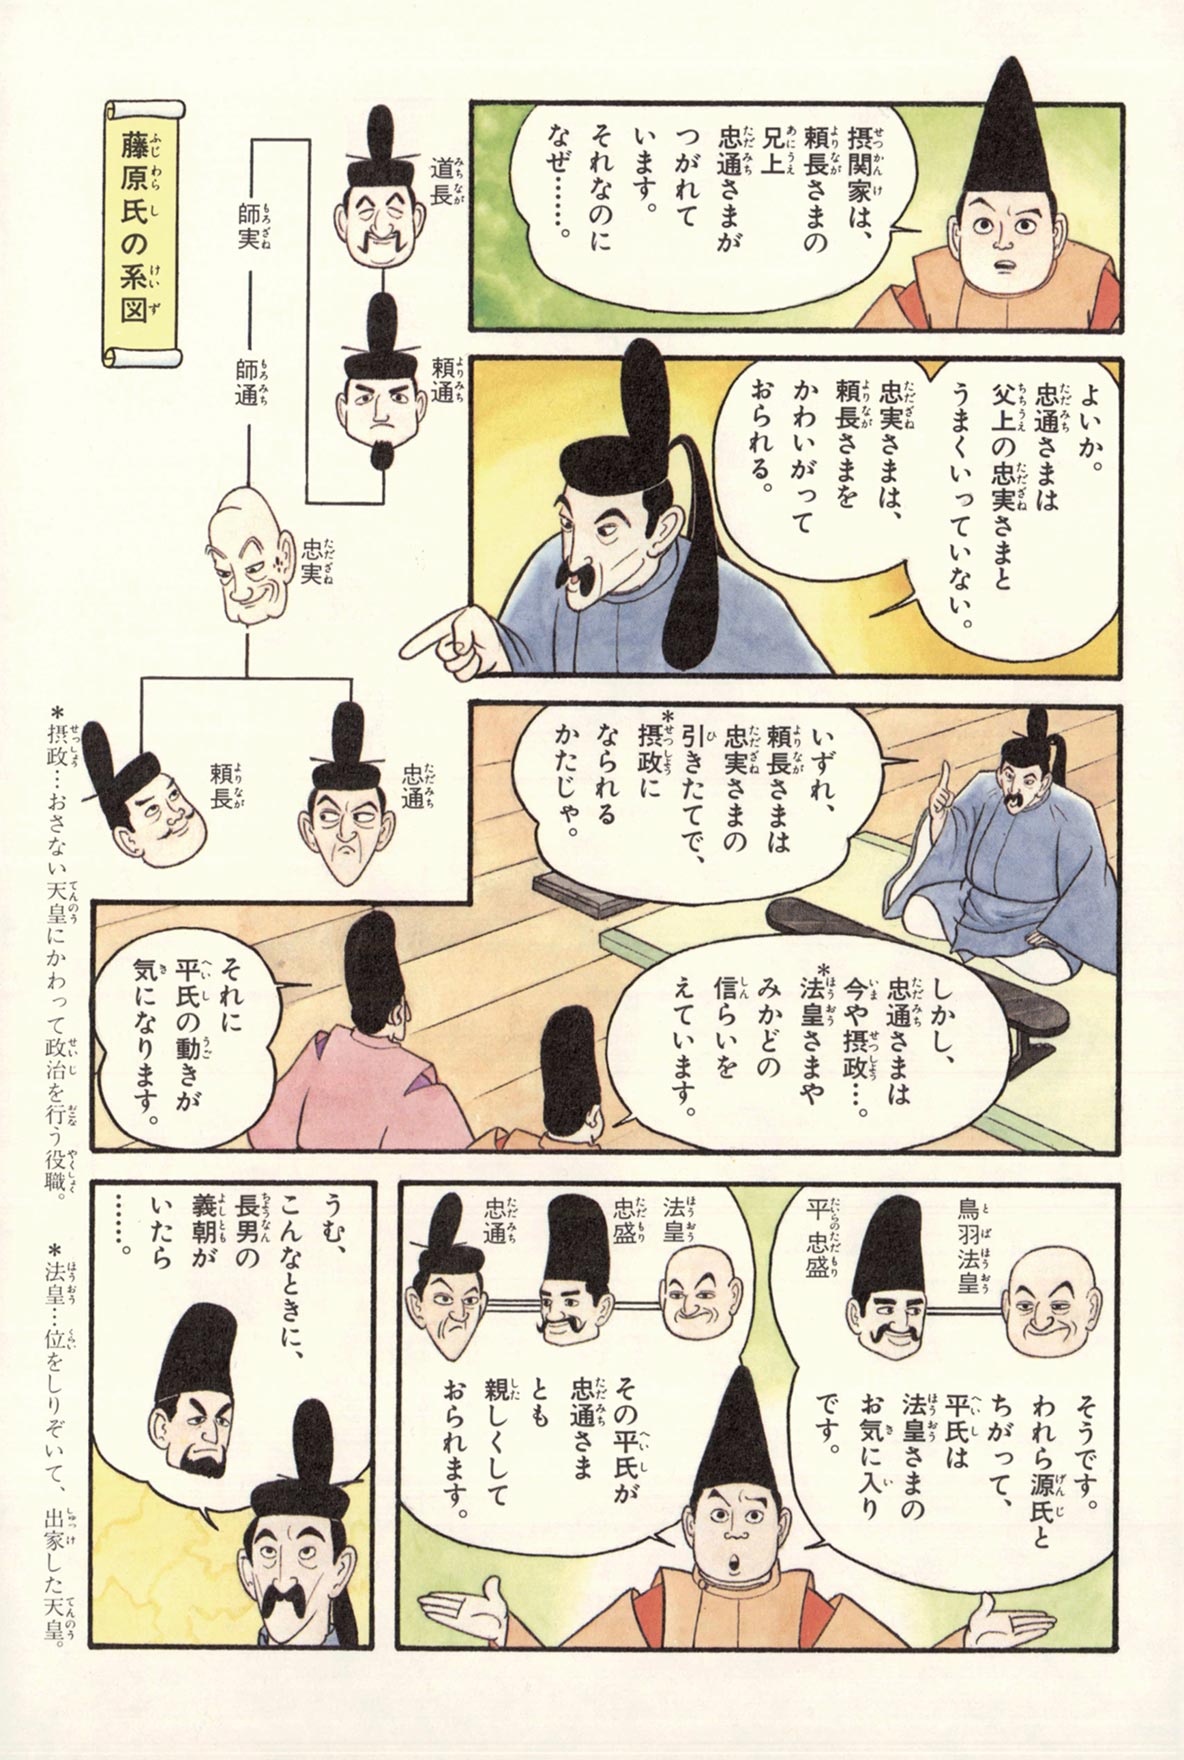 摂関家は、
頼長さまの
兄上
忠通さまが
つがれて
います。
それなのに
なぜ……。
よいか。
忠通さまは
父上の忠実さまと
うまくいっていない。
忠実さまは、
頼長さまを
かわいがって
おられる。
いずれ、
頼長さまは
忠実さまの
引きたてで、
*摂政に
なられる
かたじゃ。
しかし、
忠通さまは
今や摂政…。
*法皇さまや
みかどの
信らいを
えています。
それに
平氏の動きが
気になります。
鳥羽法皇
平忠盛
そうです。
われら源氏と
ちがって、
平氏は
法皇さまの
お気に入り
です。
法皇
忠盛
忠通
その平氏が
忠通さま
とも
親しくして
おられます。
うむ、
こんなときに、
長男の
義朝が
いたら
……。
藤原氏の系図
道長
頼通
師実
師通
忠実
忠通
頼長
*摂政…おさない天皇にかわって政治を行う役職。
*法皇…位をしりぞいて、出家した天皇。